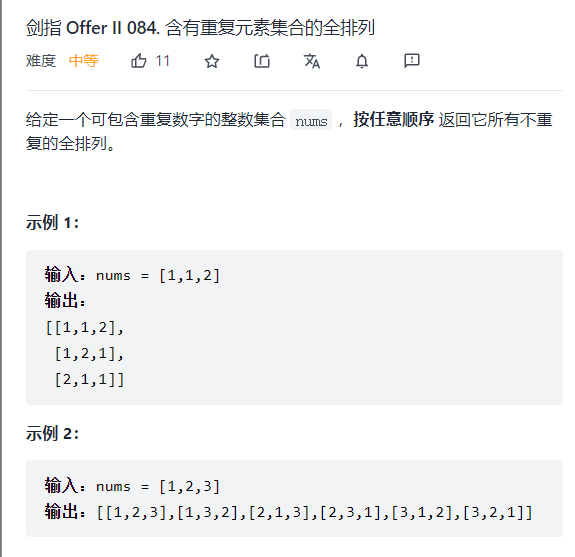 剑指 Offer II 084. 含有重复元素集合的全排列
难度 中等 11
给定一个可包含重复数字的整数集合 nums ，按任意顺序 返回它所有不重
复的全排列。
示例 1：
输入：nums = [1,1,2]
输出：
[[1,1,2],
[1,2,1],
[2,1,1]]
示例 2：
输入：nums = [1,2,3]
输出：[[1,2,3],[1,3,2],[2,1,3],[2,3,1],[3,1,2],[3,2,1]]